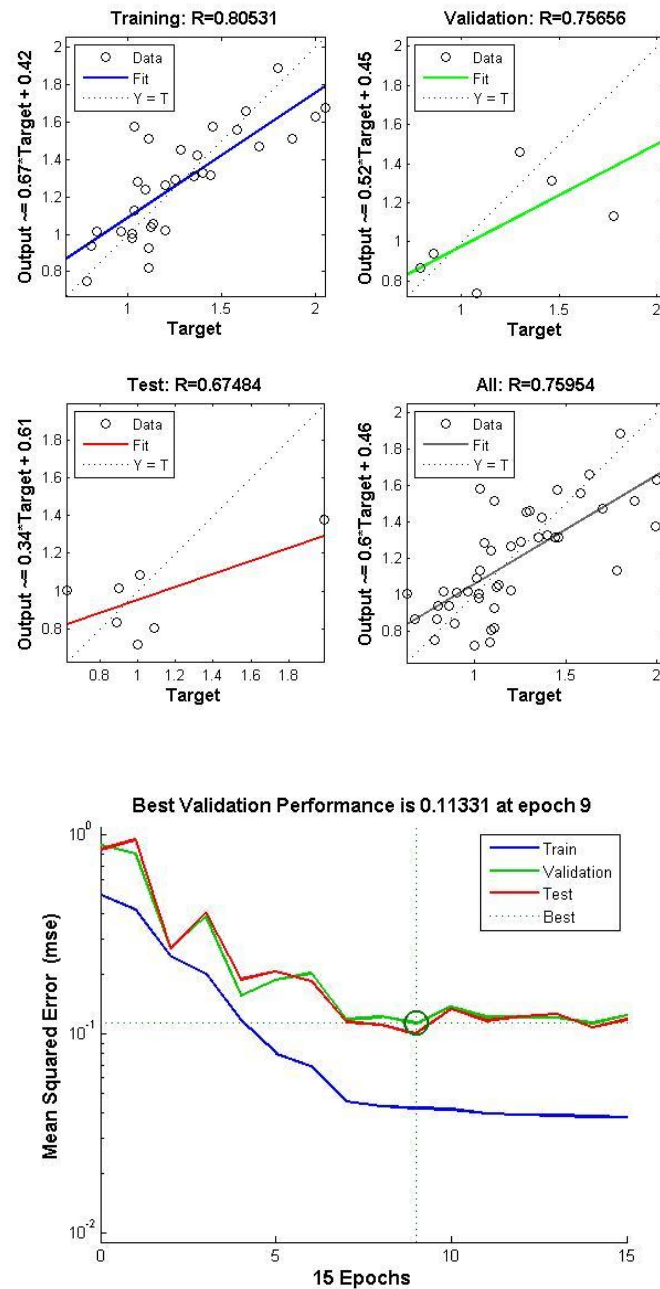 Training: R=0.80531
Output ~= 0.67*Target + 0.42
2
1.8
1.6
1.4
1.2
1
0.8
Data
Fit
Y = T
1
1.5
2
Target
Validation: R=0.75656
Output ~= 0.52*Target + 0.45
2
1.8
1.6
1.4
1.2
1
0.8
Data
Fit
Y = T
1
1.5
2
Target
Test: R=0.67484
Output ~= 0.34*Target + 0.61
1.8
1.6
1.4
1.2
1
0.8
Data
Fit
Y = T
0.8
1
1.2
1.4
1.6
1.8
Target
All: R=0.75954
Output ~= 0.6*Target + 0.46
2
1.8
1.6
1.4
1.2
1
0.8
Data
Fit
Y = T
1
1.5
2
Target
Best Validation Performance is 0.11331 at epoch 9
Mean Squared Error (mse)
10^0
10^-1
10^-2
Train
Validation
Test
Best
0
5
10
15
15 Epochs